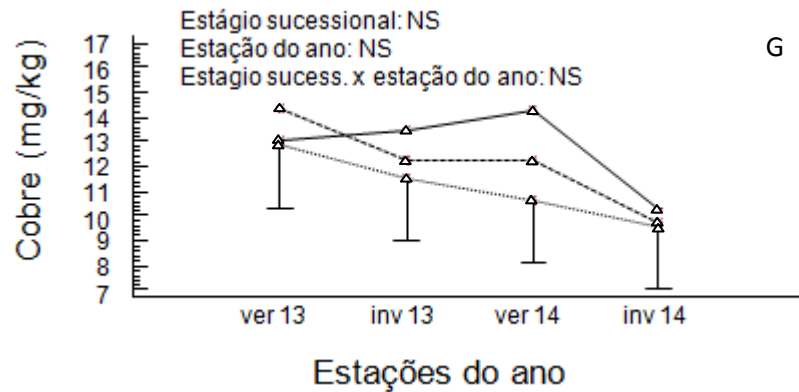 Estágio sucessional: NS
Estação do ano: NS
Estagio sucess. x estação do ano: NS
G
Cobre (mg/kg)
17
16
15
14
13
12
11
10
9
8
7
ver 13 inv 13 ver 14 inv 14
Estações do ano